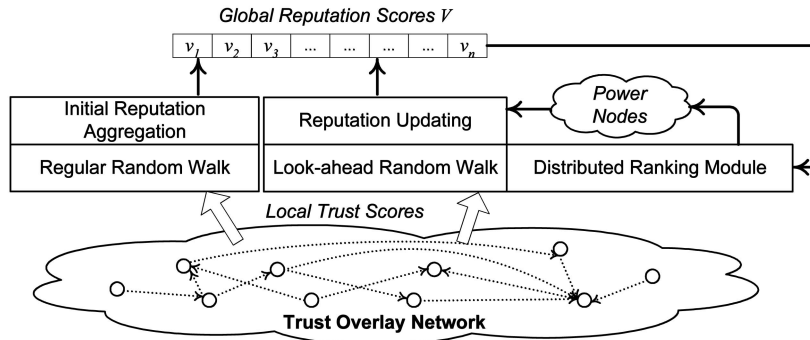 Global Reputation Scores V
v1 v2 v3 ... ... ... ... vn
Initial Reputation
Aggregation
Reputation Updating
Power
Nodes
Regular Random Walk
Look-ahead Random Walk
Distributed Ranking Module
Local Trust Scores
Trust Overlay Network